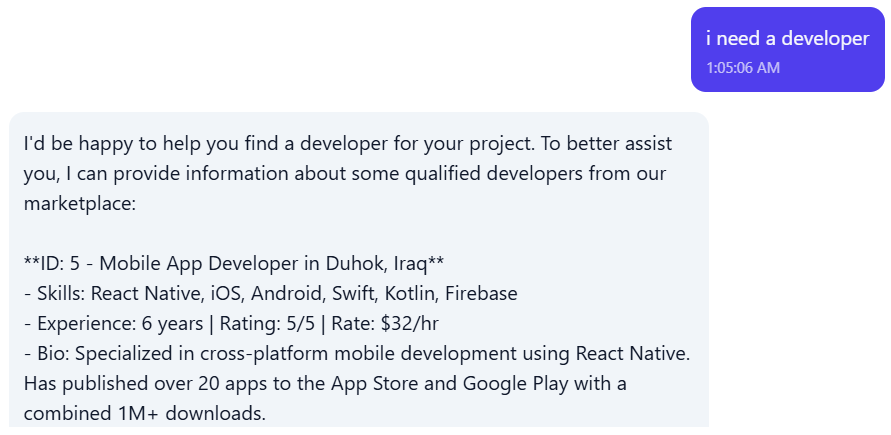 i need a developer
1:05:06 AM
I'd be happy to help you find a developer for your project. To better assist
you, I can provide information about some qualified developers from our
marketplace:
**ID: 5 - Mobile App Developer in Duhok, Iraq**
- Skills: React Native, iOS, Android, Swift, Kotlin, Firebase
- Experience: 6 years | Rating: 5/5 | Rate: $32/hr
- Bio: Specialized in cross-platform mobile development using React Native.
Has published over 20 apps to the App Store and Google Play with a
combined 1M+ downloads.